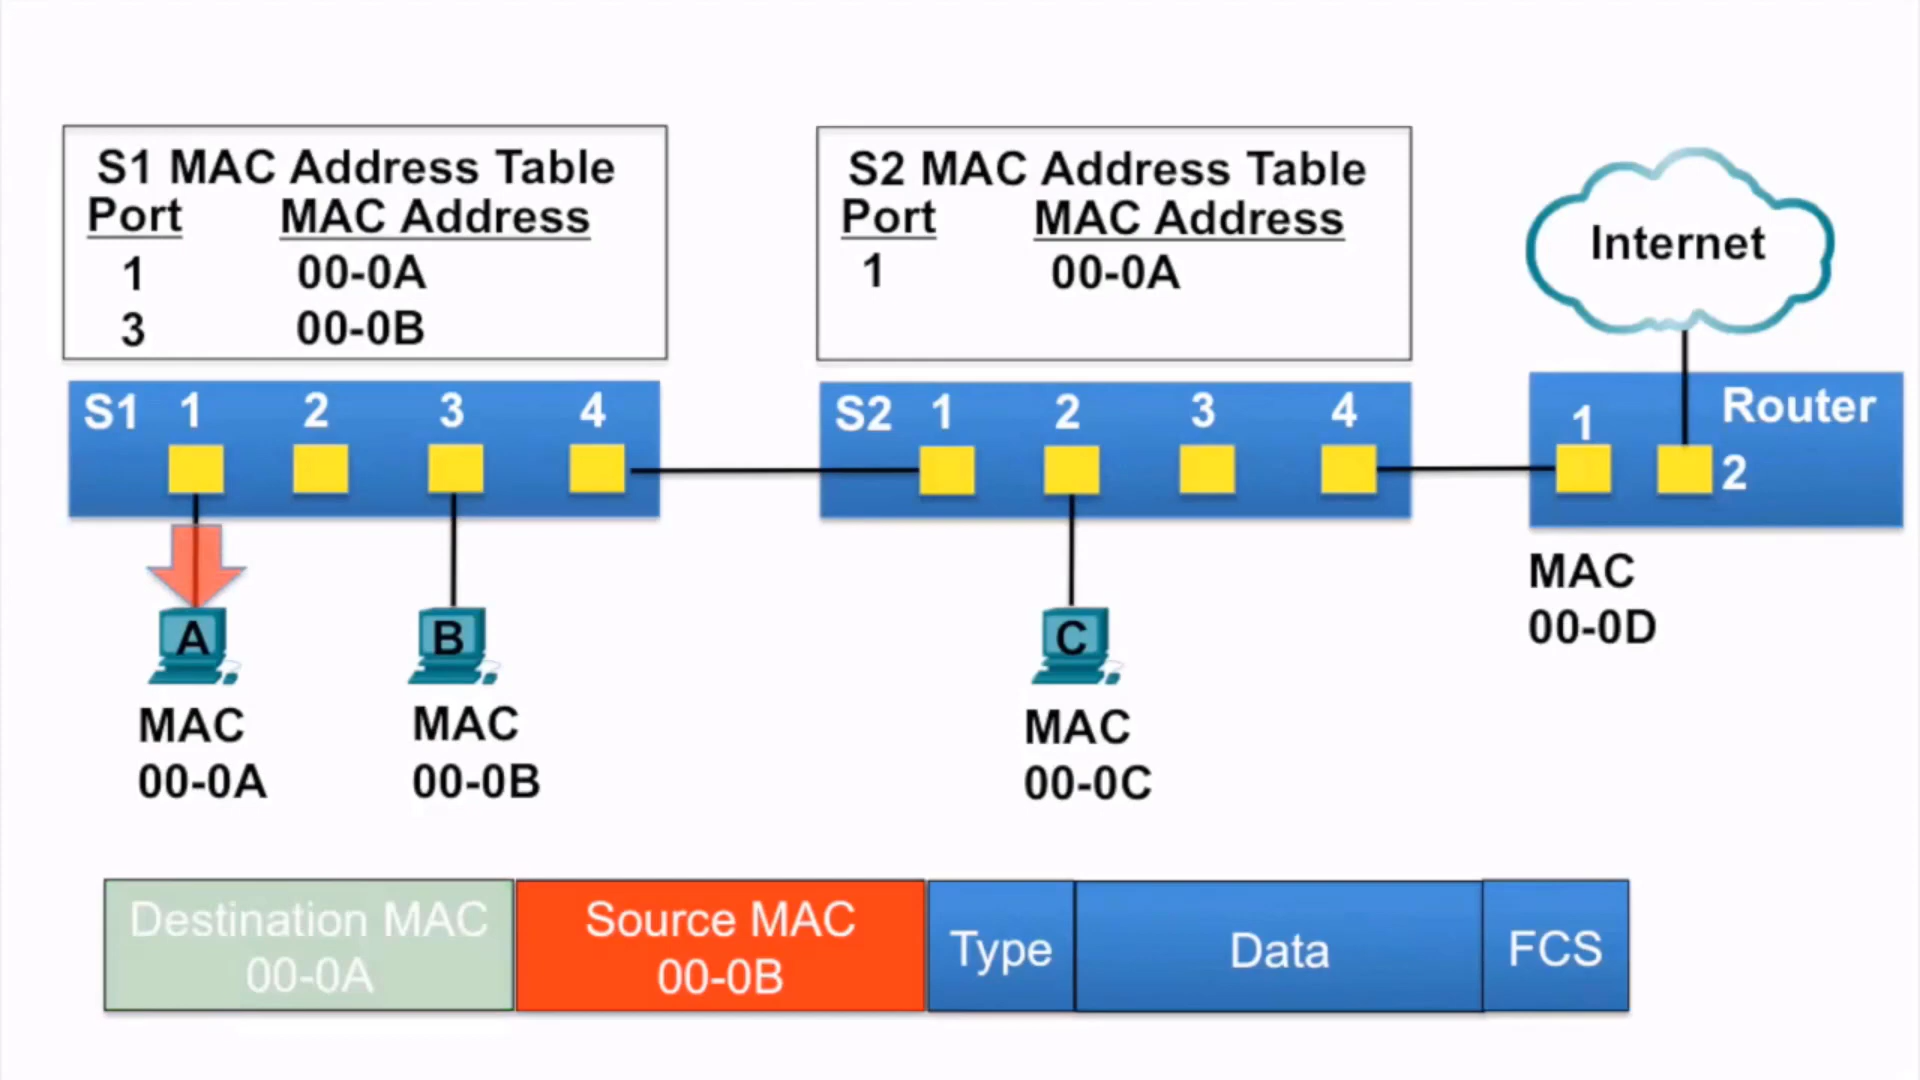 S1 MAC Address Table
Port MAC Address
1 00-0A
3 00-0B
S2 MAC Address Table
Port MAC Address
1 00-0A
Internet
S1 1 2 3 4
S2 1 2 3 4
1 Router
2
A
B
C
MAC
00-0A
MAC
00-0B
MAC
00-0C
MAC
00-0D
Destination MAC
00-0A
Source MAC
00-0B
Type
Data
FCS